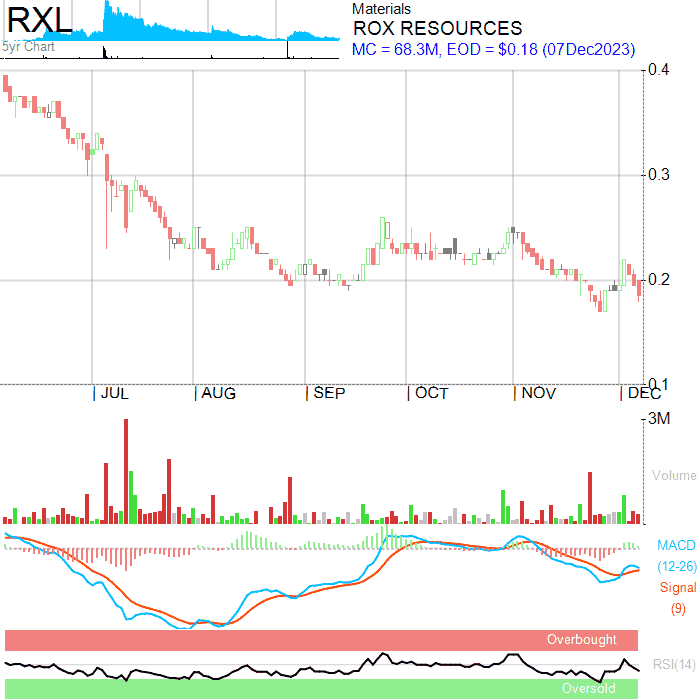 RXL
5yr Chart
Materials
ROX RESOURCES
MC = 68.3M, EOD = $0.18 (07Dec2023)
0.4
0.3
0.2
0.1
JUL
AUG
SEP
OCT
NOV
DEC
3M
Volume
MACD
(12-26)
Signal
(9)
Overbought
RSI(14)
Oversold